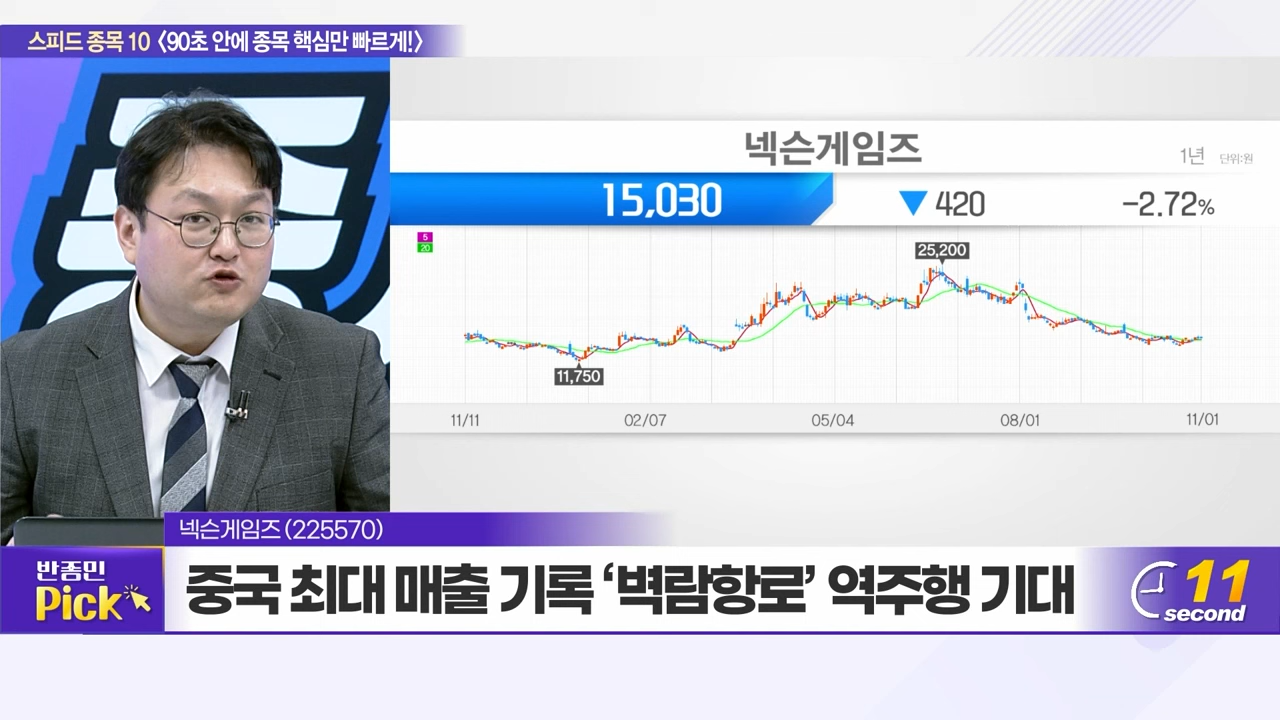 스피드 종목 10 〈90초 안에 종목 핵심만 빠르게!〉
넥슨게임즈
1년 단위:원
15,030 ▼420 -2.72%
5
20
25,200
11,750
11/11 02/07 05/04 08/01 11/01
넥슨게임즈(225570)
반종민
Pick
중국 최대 매출 기록 ‘벽람항로’ 역주행 기대
11
second